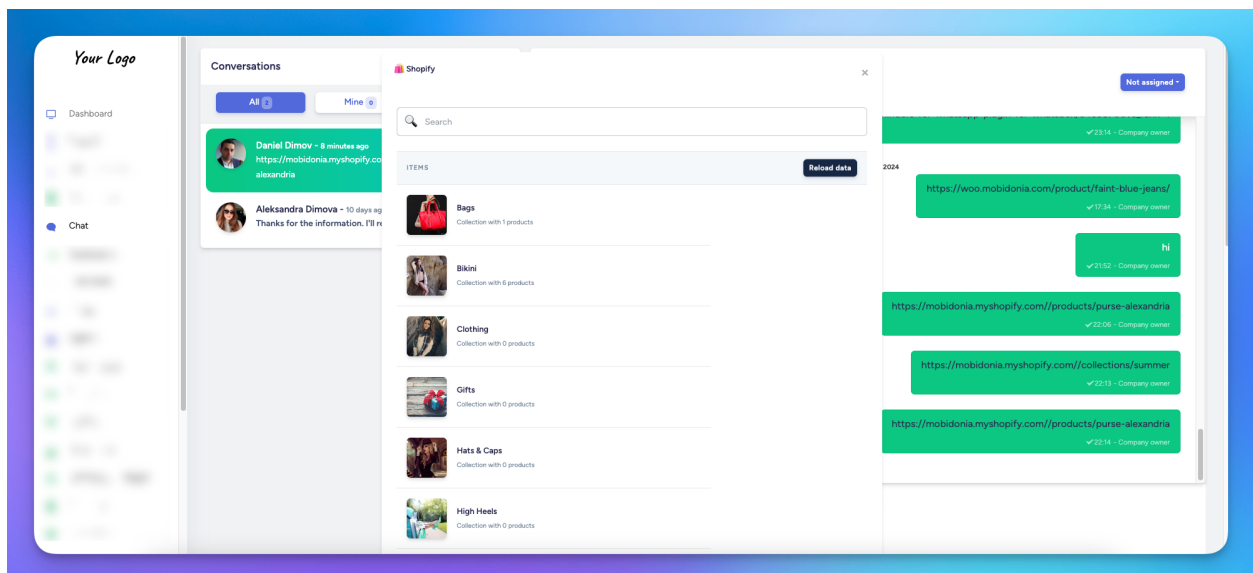 Your Logo
Dashboard
Chat
Conversations
All 2
Mine 0
Daniel Dimov - 8 minutes ago
https://mobidonia.myshopify.co
alexandria
Aleksandra Dimova - 10 days ag
Thanks for the information. I'll r
Shopify
×
Search
ITEMS
Reload data
Bags
Collection with 1 products
Bikini
Collection with 6 products
Clothing
Collection with 0 products
Gifts
Collection with 0 products
Hats & Caps
Collection with 0 products
High Heels
Collection with 0 products
Not assigned
23:14 - Company owner
2024
https://woo.mobidonia.com/product/faint-blue-jeans/
17:34 - Company owner
hi
21:52 - Company owner
https://mobidonia.myshopify.com//products/purse-alexandria
22:06 - Company owner
https://mobidonia.myshopify.com//collections/summer
22:13 - Company owner
https://mobidonia.myshopify.com//products/purse-alexandria
22:14 - Company owner